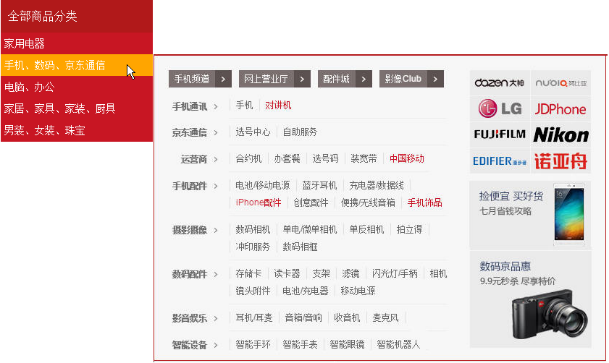 全部商品分类
家用电器
手机、数码、京东通信
电脑、办公
家居、家具、家装、厨具
男装、女装、珠宝
手机频道 > 网上营业厅 > 配件城 > 影像Club >
手机通讯 > 手机 对讲机
京东通信 > 选号中心 自助服务
运营商 > 合约机 办套餐 选号码 装宽带 中国移动
手机配件 > 电池/移动电源 蓝牙耳机 充电器/数据线
iPhone配件 创意配件 便携/无线音箱 手机饰品
摄影摄像 > 数码相机 单电/微单相机 单反相机 拍立得
冲印服务 数码相框
数码配件 > 存储卡 读卡器 支架 滤镜 闪光灯/手柄 相机
镜头附件 电池/充电器 移动电源
影音娱乐 > 耳机/耳麦 音箱/音响 收音机 麦克风
智能设备 > 智能手环 智能手表 智能眼镜 智能机器人
dazen大神 nubia
LG JDPhone
FUJIFILM Nikon
EDIFIER 漫步者 诺亚舟
捡便宜 买好货
七月省钱攻略
数码京品惠
9.9元秒杀 尽享特价